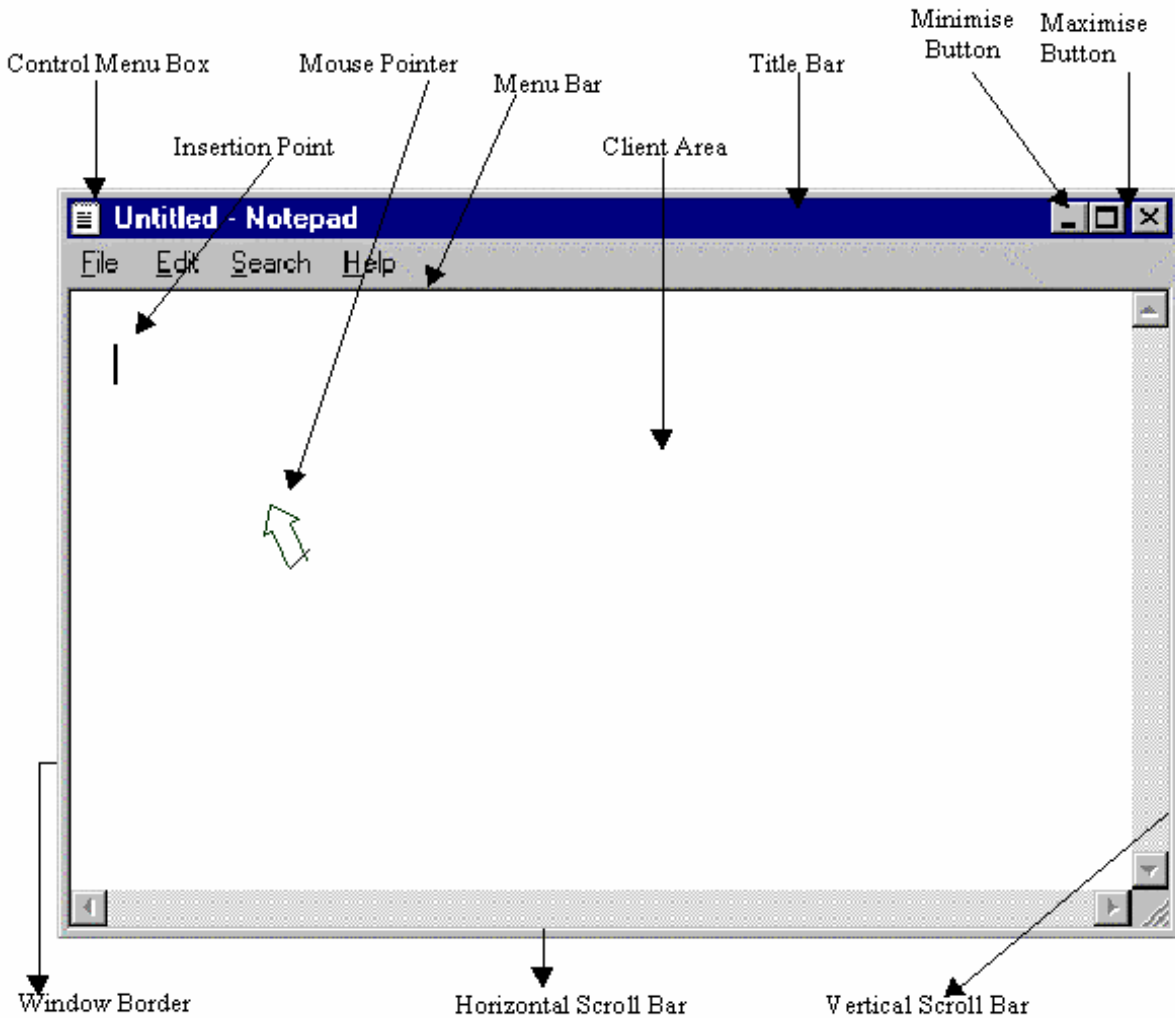 Minimise
Button
Maximise
Button
Control Menu Box
Mouse Pointer
Menu Bar
Title Bar
Insertion Point
Client Area
Untitled - Notepad
File Edit Search Help
Window Border
Horizontal Scroll Bar
Vertical Scroll Bar